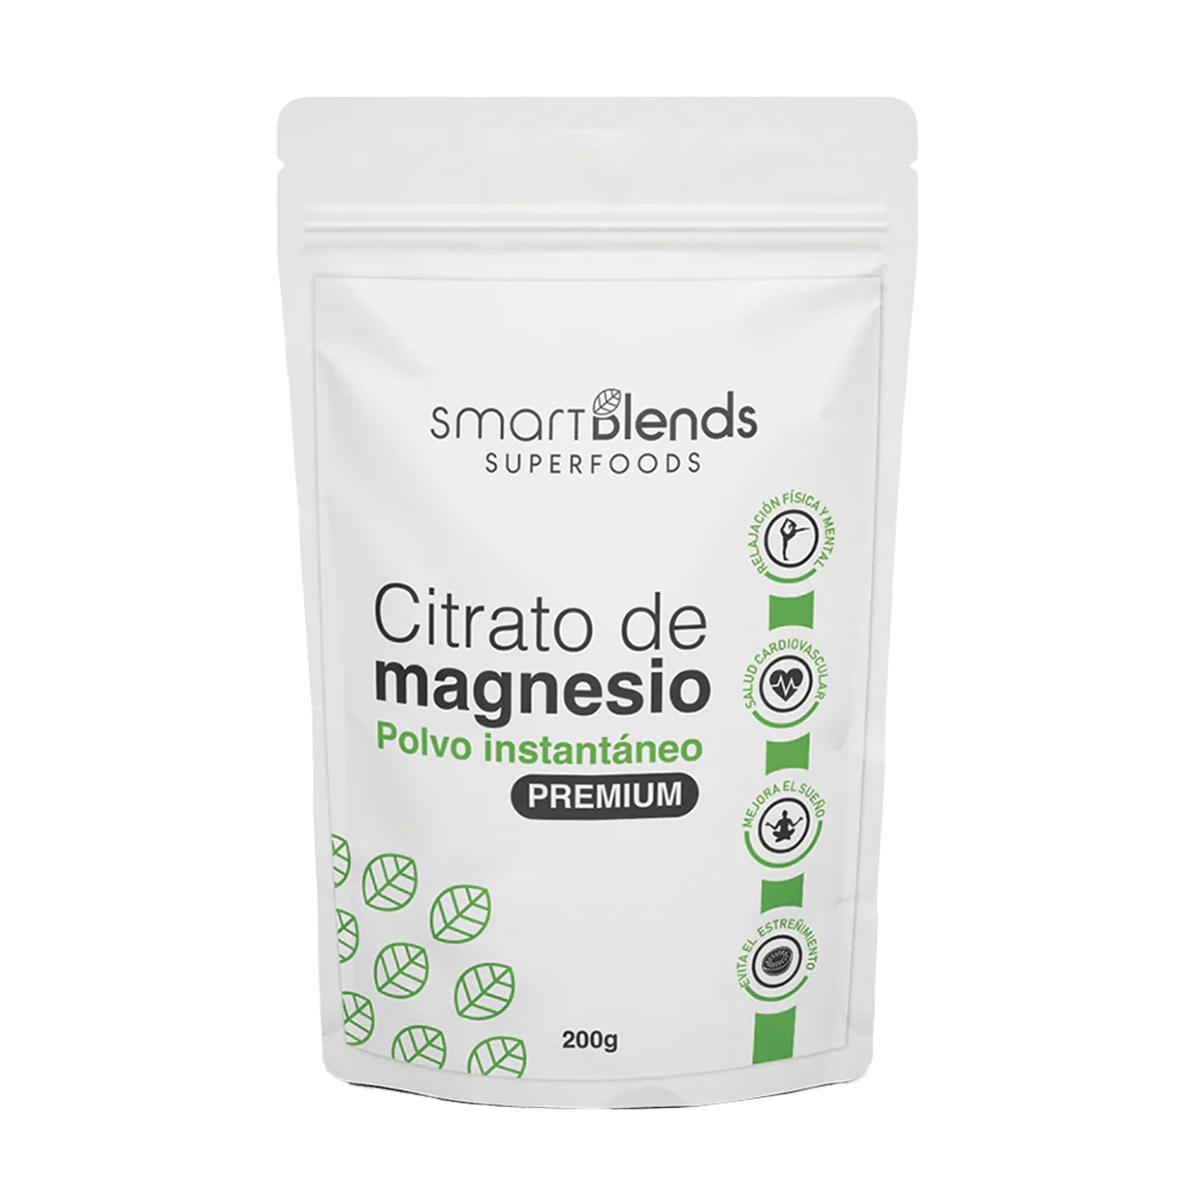 smartBlends
SUPERFOODS
RELAJACIÓN FÍSICA Y MENTAL
Citrato de
magnesio
Polvo instantáneo
PREMIUM
SALUD CARDIOVASCULAR
MEJORA EL SUEÑO
EVITA EL ESTREÑIMIENTO
200g